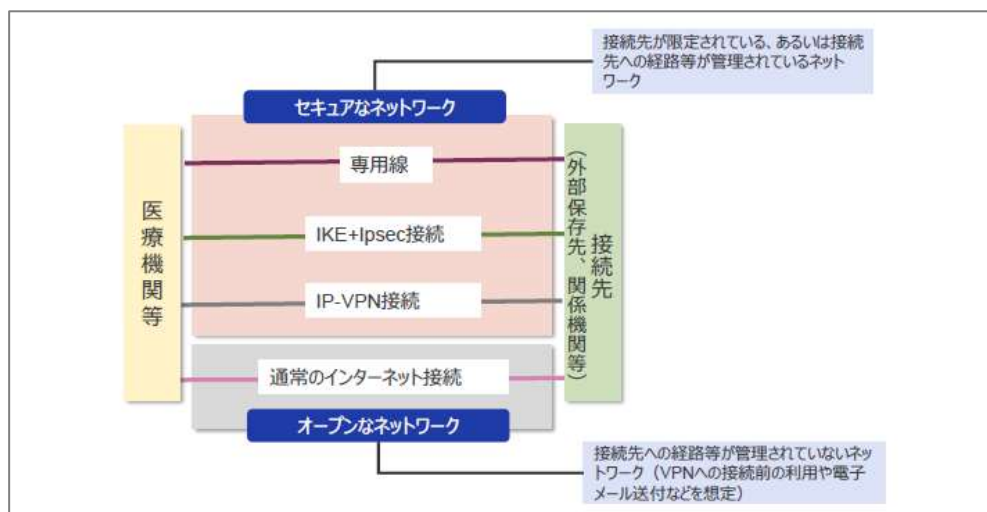 接続先が限定されている、あるいは接続
先への経路等が管理されているネット
ワーク
セキュアなネットワーク
医療機関等
専用線
IKE+Ipsec接続
IP-VPN接続
通常のインターネット接続
接続先
（外部保存先、関係機関等）
オープンなネットワーク
接続先への経路等が管理されていないネッ
トワーク（VPNへの接続前の利用や電子
メール送付などを想定）